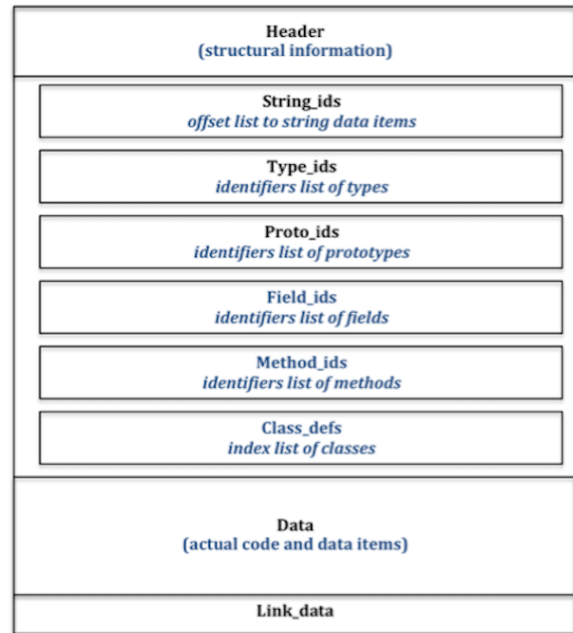 Header
(structural information)
String_ids
offset list to string data items
Type_ids
identifiers list of types
Proto_ids
identifiers list of prototypes
Field_ids
identifiers list of fields
Method_ids
identifiers list of methods
Class_defs
index list of classes
Data
(actual code and data items)
Link_data